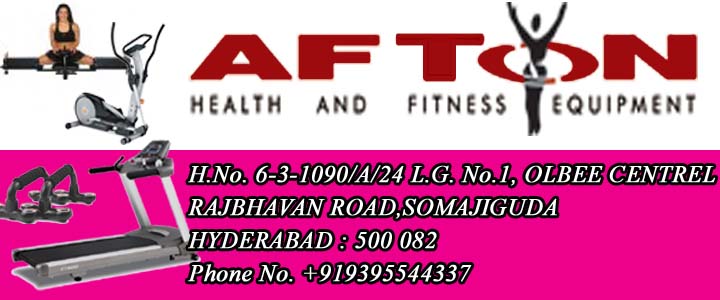 AFTON
HEALTH AND FITNESS EQUIPMENT
H.No. 6-3-1090/A/24 L.G. No.1, OLBEE CENTREL
RAJBHAVAN ROAD,SOMAJIGUDA
HYDERABAD : 500 082
Phone No. +919395544337